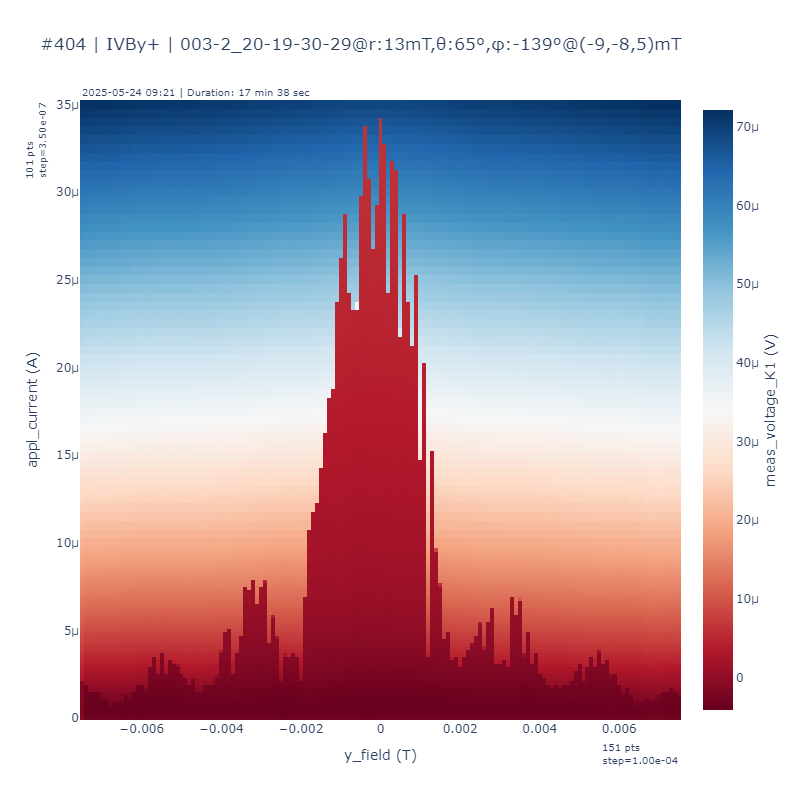 #404 | IVBy+ | 003-2_20-19-30-29@r:13mT,θ:65°,φ:-139°@(-9,-8,5)mT
2025-05-24 09:21 | Duration: 17 min 38 sec
101 pts
step=3.50e-07
35μ
30μ
25μ
20μ
15μ
10μ
5μ
0
appl_current (A)
−0.006
−0.004
−0.002
0
0.002
0.004
0.006
y_field (T)
151 pts
step=1.00e-04
70μ
60μ
50μ
40μ
30μ
20μ
10μ
0
meas_voltage_K1 (V)